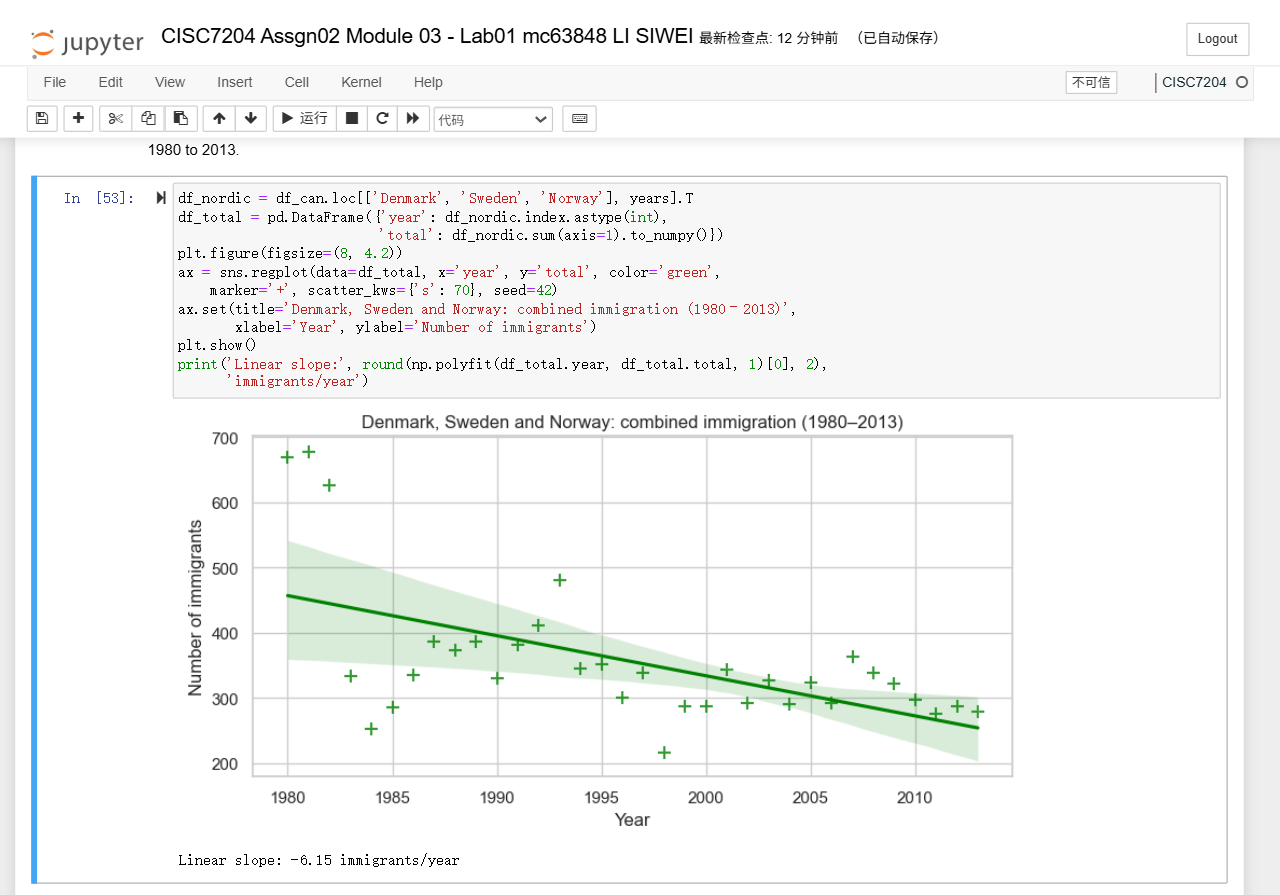 jupyter CISC7204 Assgn02 Module 03 - Lab01 mc63848 LI SIWEI 最新检查点: 12 分钟前 （已自动保存） Logout
File Edit View Insert Cell Kernel Help 不可信 CISC7204
运行 代码
1980 to 2013.
In [53]:
df_nordic = df_can.loc[['Denmark', 'Sweden', 'Norway'], years].T
df_total = pd.DataFrame({'year': df_nordic.index.astype(int),
                         'total': df_nordic.sum(axis=1).to_numpy()})
plt.figure(figsize=(8, 4.2))
ax = sns.regplot(data=df_total, x='year', y='total', color='green',
    marker='+', scatter_kws={'s': 70}, seed=42)
ax.set(title='Denmark, Sweden and Norway: combined immigration (1980–2013)',
       xlabel='Year', ylabel='Number of immigrants')
plt.show()
print('Linear slope:', round(np.polyfit(df_total.year, df_total.total, 1)[0], 2),
      'immigrants/year')
Denmark, Sweden and Norway: combined immigration (1980–2013)
700
600
500
400
300
200
Number of immigrants
1980 1985 1990 1995 2000 2005 2010
Year
Linear slope: -6.15 immigrants/year